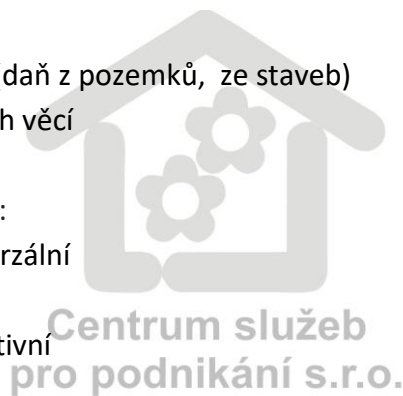 daň z pozemků, ze staveb)
h věcí
:
rzální
tivní
Centrum služeb
pro podnikání s.r.o.